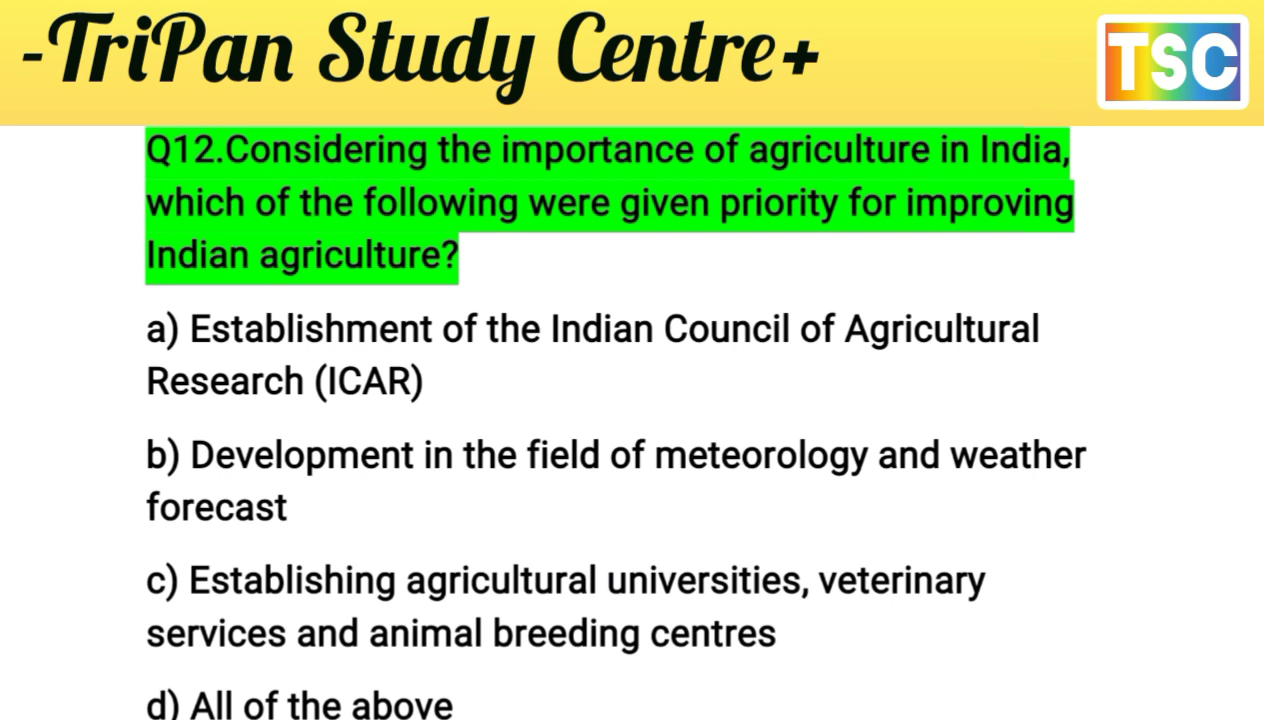 -TriPan Study Centre+
TSC
Q12.Considering the importance of agriculture in India,
which of the following were given priority for improving
Indian agriculture?
a) Establishment of the Indian Council of Agricultural
Research (ICAR)
b) Development in the field of meteorology and weather
forecast
c) Establishing agricultural universities, veterinary
services and animal breeding centres
d) All of the above